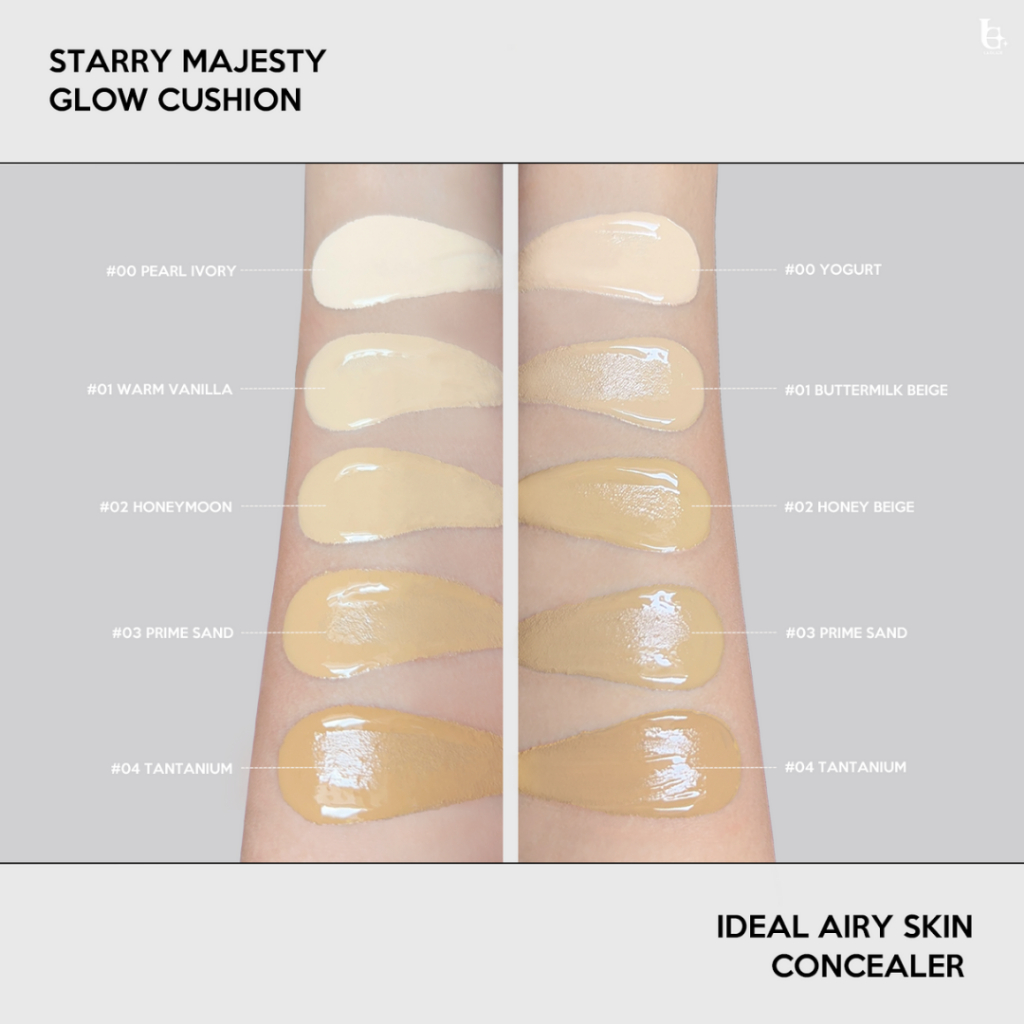 STARRY MAJESTY
GLOW CUSHION
#00 PEARL IVORY
#01 WARM VANILLA
#02 HONEYMOON
#03 PRIME SAND
#04 TANTANIUM
#00 YOGURT
#01 BUTTERMILK BEIGE
#02 HONEY BEIGE
#03 PRIME SAND
#04 TANTANIUM
IDEAL AIRY SKIN
CONCEALER